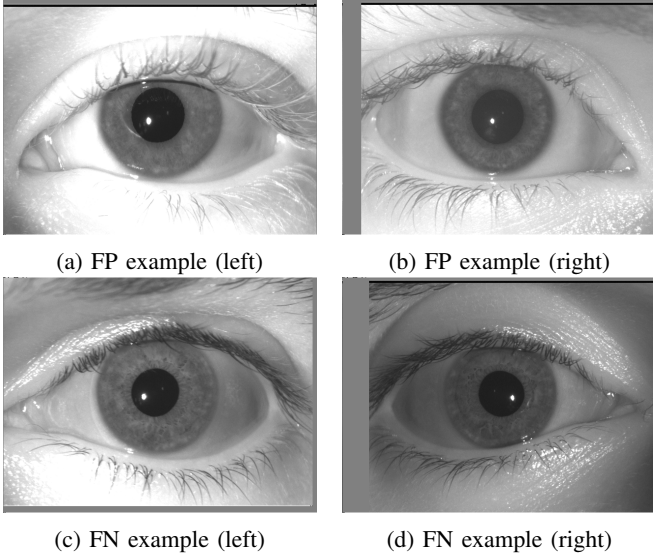 (a) FP example (left)
(b) FP example (right)
(c) FN example (left)
(d) FN example (right)